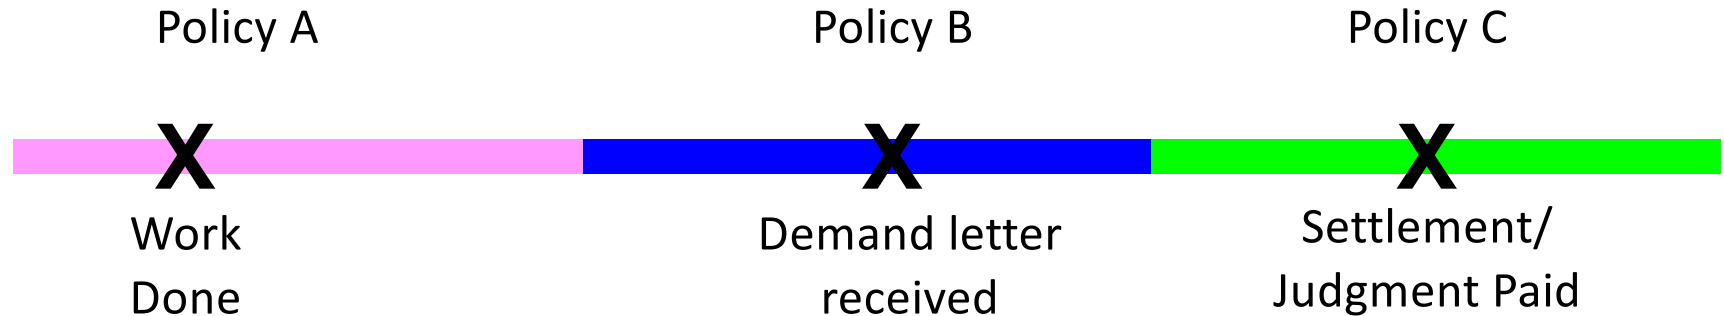 Policy A
Policy B
Policy C
X
X
X
Work
Done
Demand letter
received
Settlement/
Judgment Paid